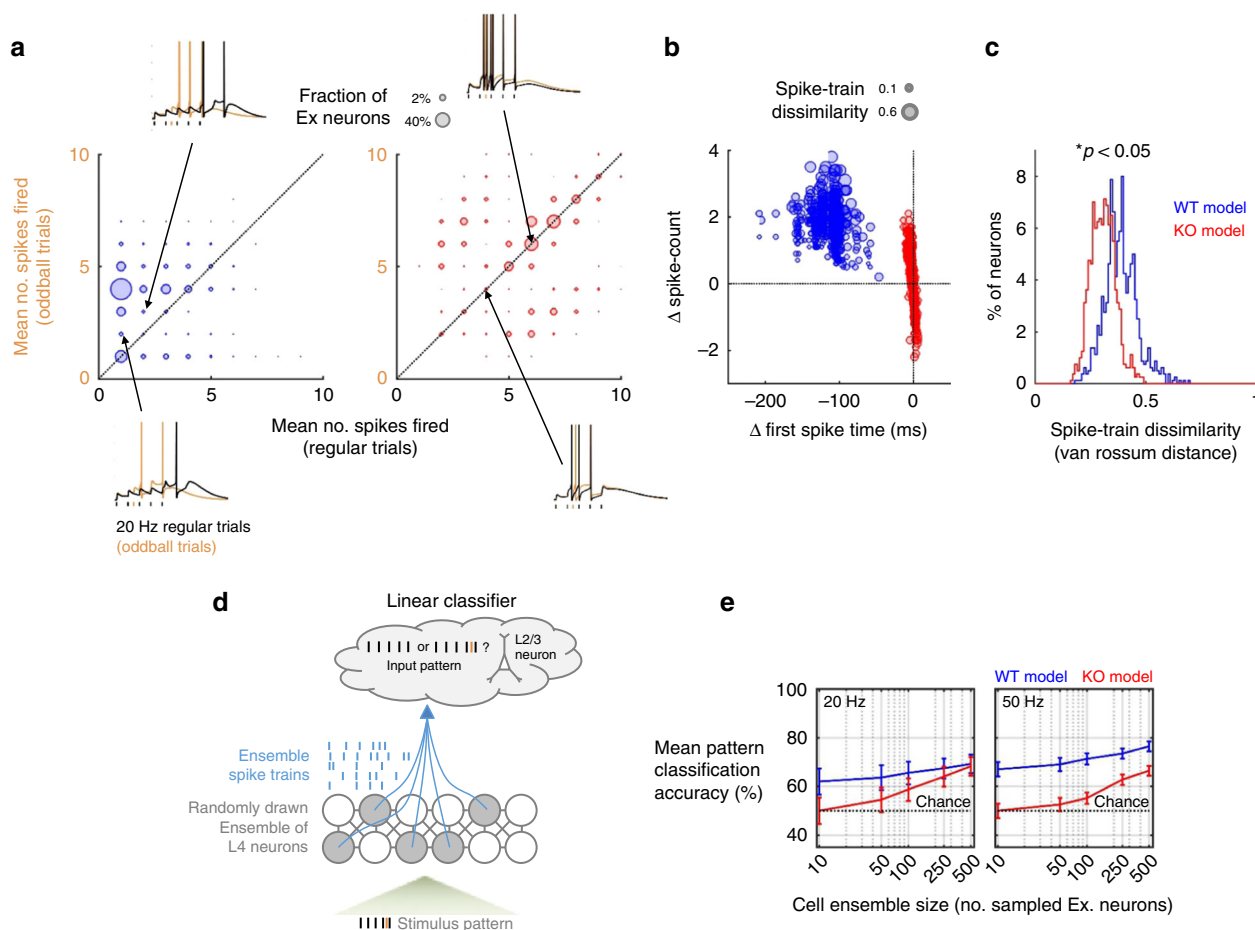 a
Fraction of
Ex neurons
2%
40%
Mean no. spikes fired
(oddball trials)
10
5
0
0
5
10
10
5
0
0
5
10
Mean no. spikes fired
(regular trials)
20 Hz regular trials
(oddball trials)
b
Spike-train
dissimilarity
0.1
0.6
Δ spike-count
4
2
0
−2
−200
−100
0
Δ first spike time (ms)
c
*p < 0.05
WT model
KO model
% of neurons
8
6
4
2
0
0
0.5
1
Spike-train dissimilarity
(van rossum distance)
d
Linear classifier
or
?
Input pattern
L2/3
neuron
Ensemble
spike trains
Randomly drawn
Ensemble of
L4 neurons
Stimulus pattern
e
WT model KO model
Mean pattern
classification
accuracy (%)
100
80
60
40
20 Hz
Chance
10
50
100
250
500
50 Hz
Chance
10
50
100
250
500
Cell ensemble size (no. sampled Ex. neurons)